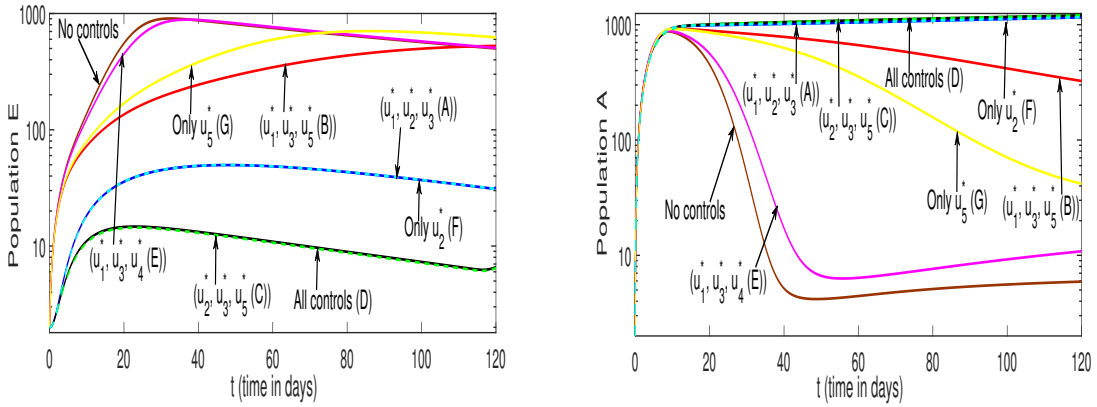 Population E
1000
100
10
0
20
40
60
80
100
120
t (time in days)
No controls
Only u5* (G)
(u1*, u3*, u5* (B))
(u1*, u2*, u3* (A))
Only u2* (F)
(u1*, u3*, u4* (E))
(u2*, u3*, u5* (C))
All controls (D)
Population A
1000
100
10
0
20
40
60
80
100
120
t (time in days)
(u1*, u2*, u3* (A))
(u2*, u3*, u5* (C))
All controls (D)
Only u2* (F)
No controls
Only u5* (G)
(u1*, u3*, u5* (B))
(u1*, u3*, u4* (E))